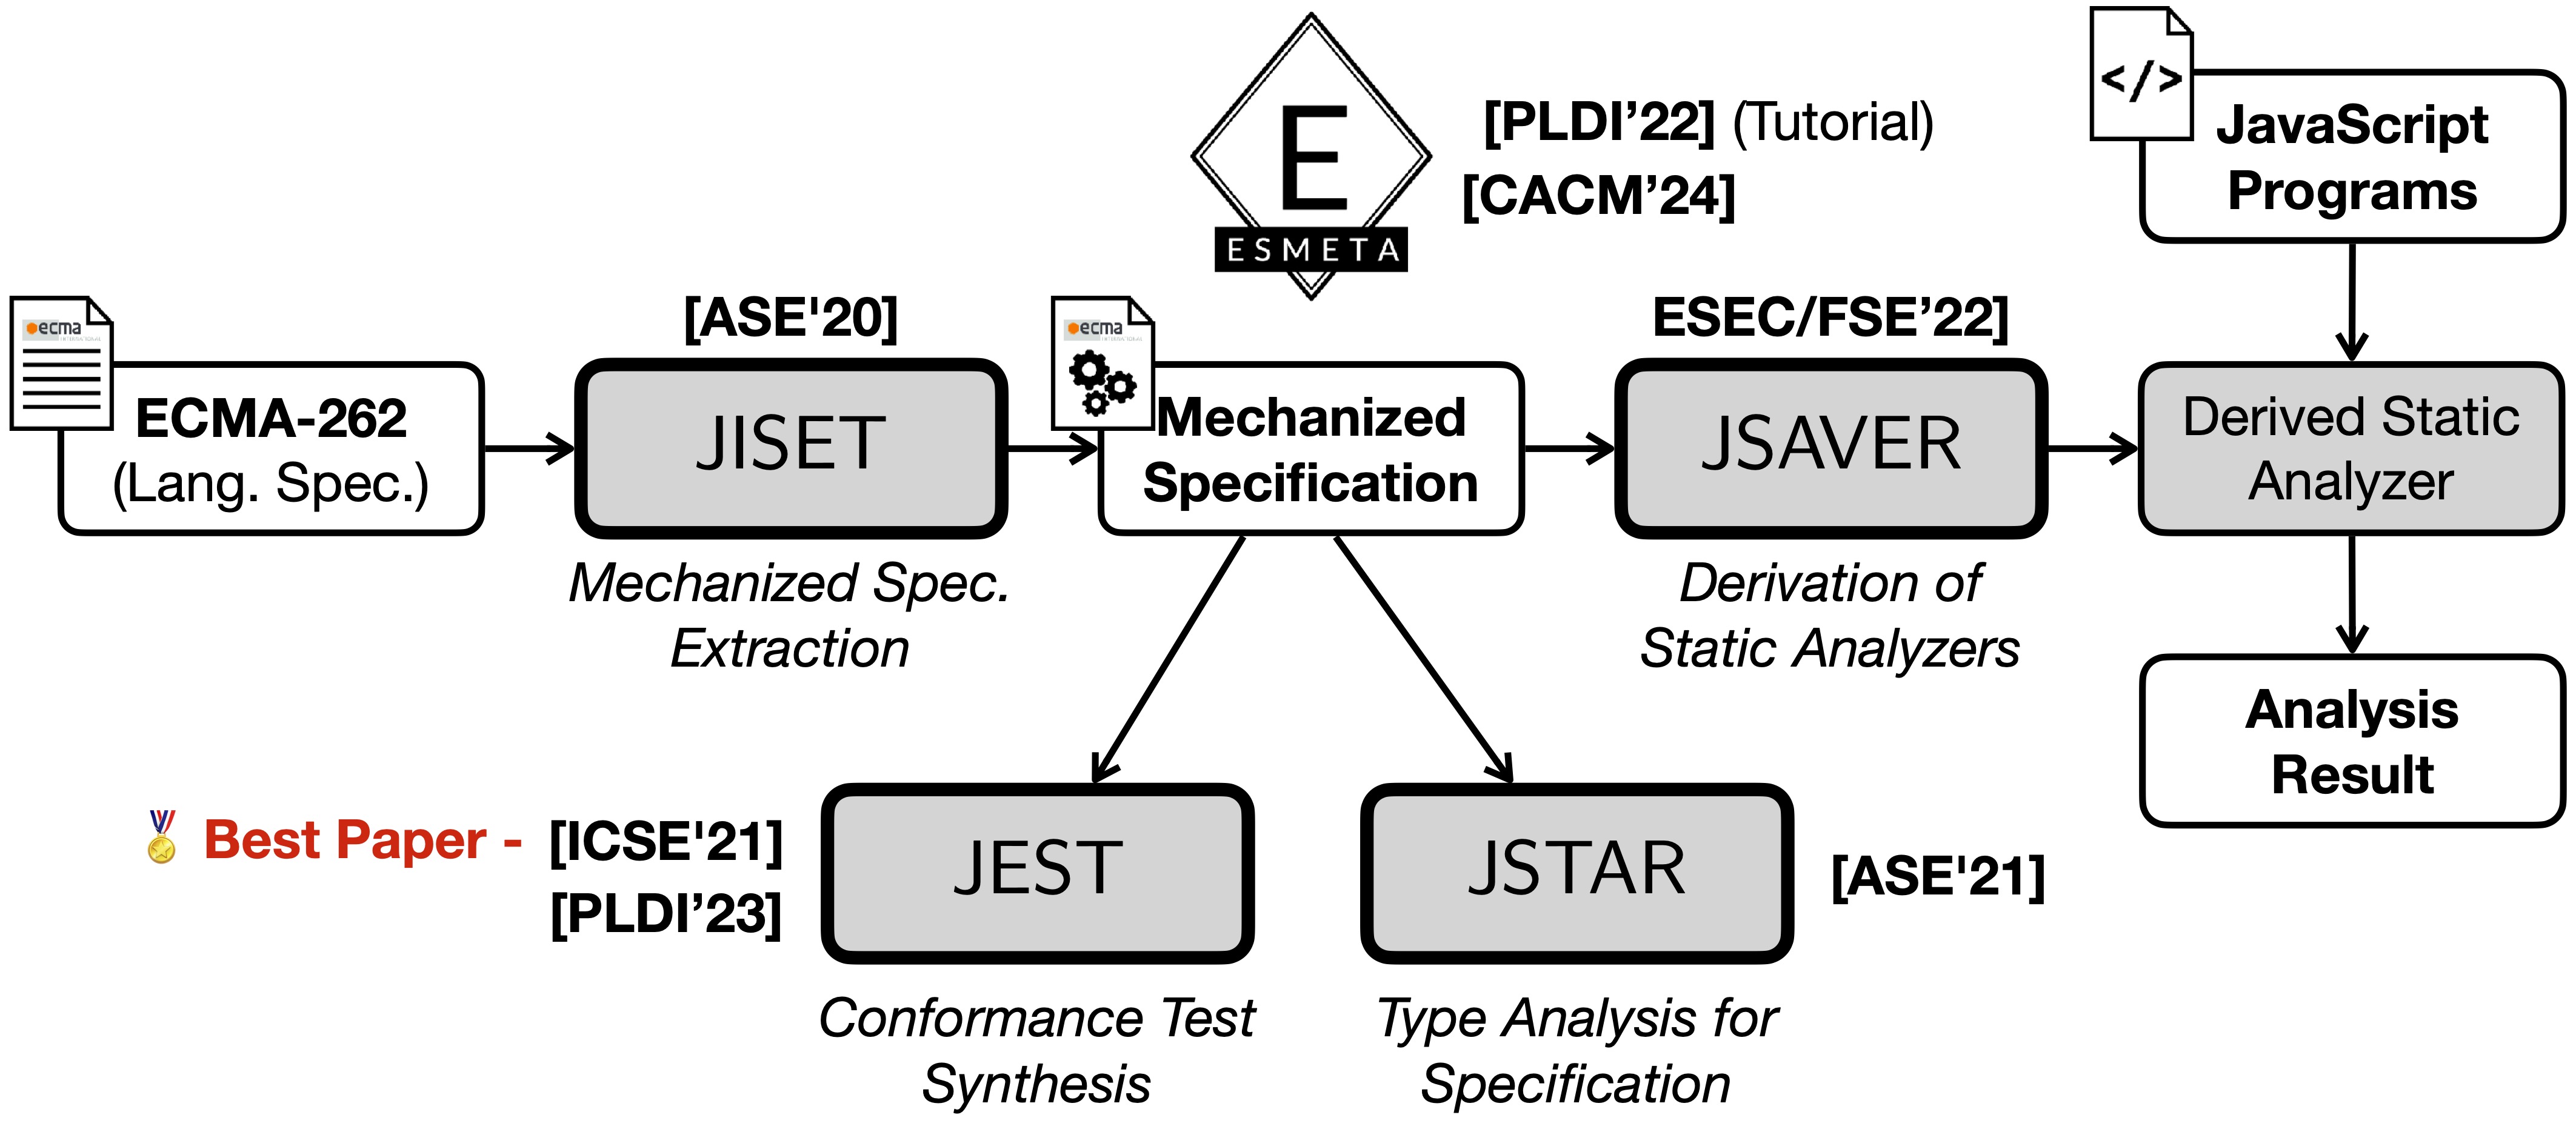 E
ESMETA
[PLDI’22] (Tutorial)
[CACM’24]
</>
JavaScript
Programs
ecma
ECMA-262
(Lang. Spec.)
[ASE'20]
JISET
Mechanized Spec.
Extraction
ecma
Mechanized
Specification
ESEC/FSE’22]
JSAVER
Derivation of
Static Analyzers
Derived Static
Analyzer
Analysis
Result
Best Paper - [ICSE'21]
[PLDI’23]
JEST
Conformance Test
Synthesis
JSTAR
Type Analysis for
Specification
[ASE'21]